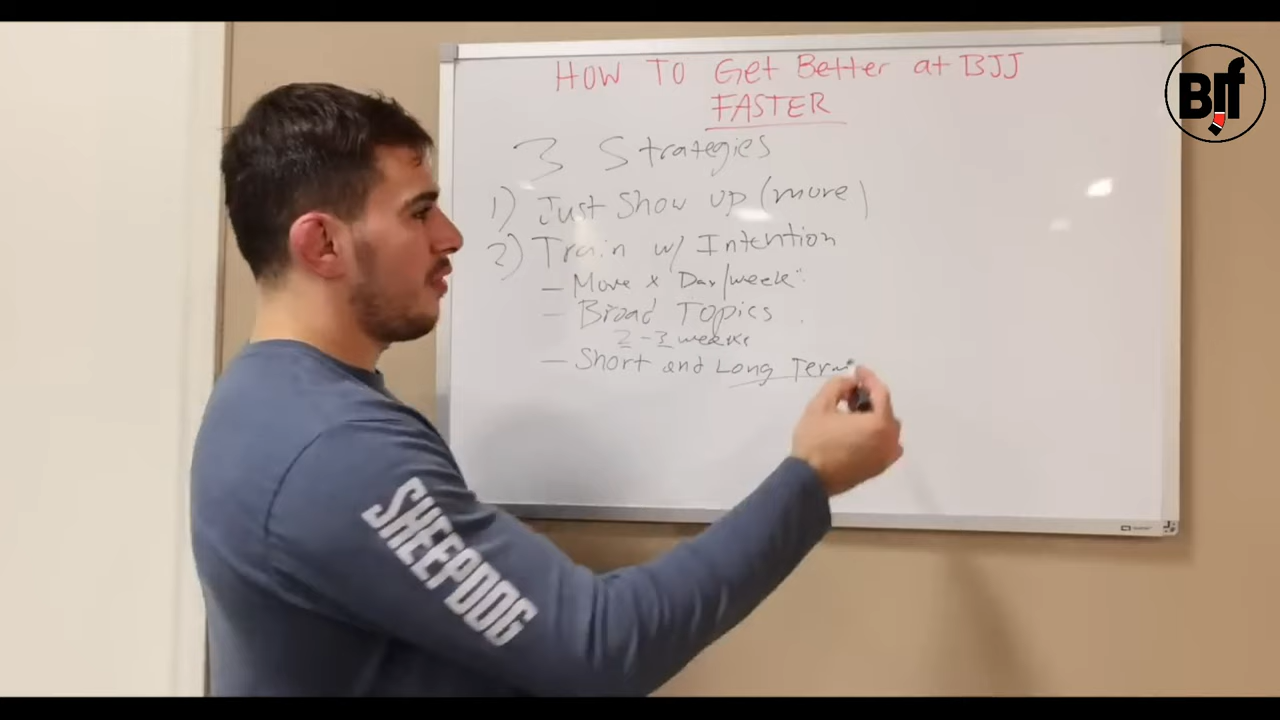 HOW TO Get Better at BJJ
FASTER
3 Strategies
1) Just Show up (more)
2) Train w/ Intention
- Move x Day/week
- Broad Topics
2-3 weeks
- Short and Long Term
SHEEPDOG
BJJf